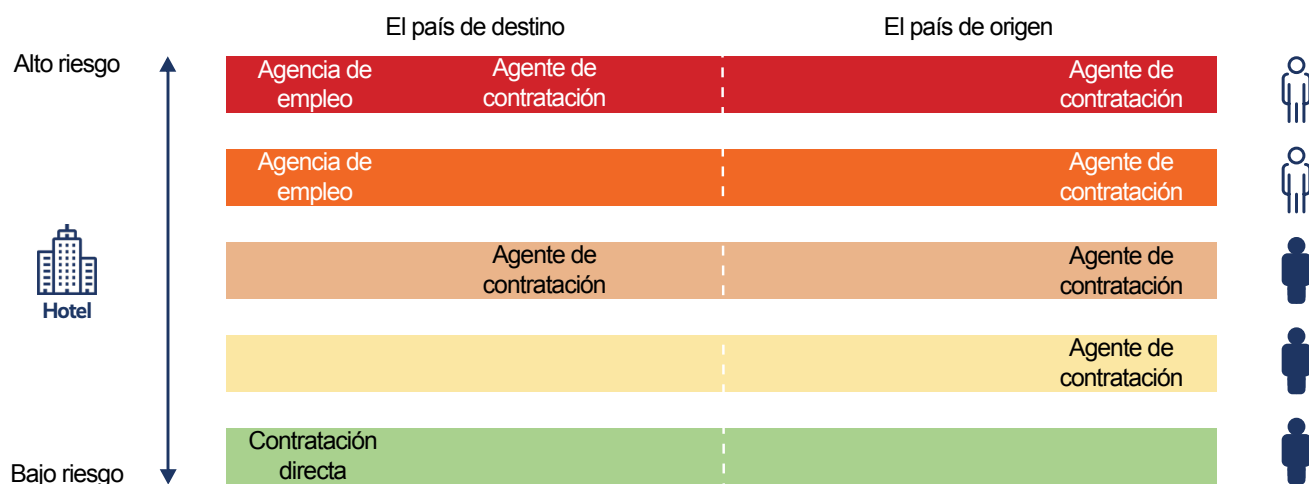 El país de destino
El país de origen
Alto riesgo
Agencia de
empleo
Agente de
contratación
Agente de
contratación
Agencia de
empleo
Agente de
contratación
Agente de
contratación
Agente de
contratación
Hotel
Agente de
contratación
Contratación
directa
Bajo riesgo